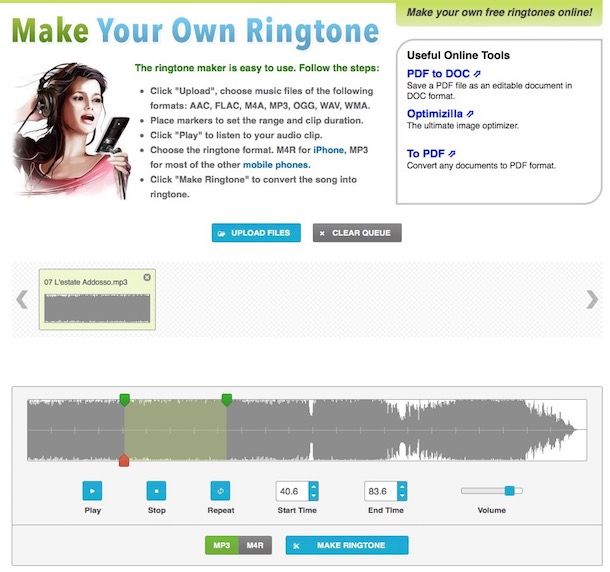 Make Your Own Ringtone
Make your own free ringtones online!
The ringtone maker is easy to use. Follow the steps:
Click "Upload", choose music files of the following
formats: AAC, FLAC, M4A, MP3, OGG, WAV, WMA.
Place markers to set the range and clip duration.
Click "Play" to listen to your audio clip.
Choose the ringtone format. M4R for iPhone, MP3
for most of the other mobile phones.
Click "Make Ringtone" to convert the song into
ringtone.
Useful Online Tools
PDF to DOC
Save a PDF file as an editable document in
DOC format.
Optimizilla
The ultimate image optimizer.
To PDF
Convert any documents to PDF format.
UPLOAD FILES
CLEAR QUEUE
07 L'estate Addosso.mp3
40.6
83.6
Play
Stop
Repeat
Start Time
End Time
Volume
MP3
M4R
MAKE RINGTONE